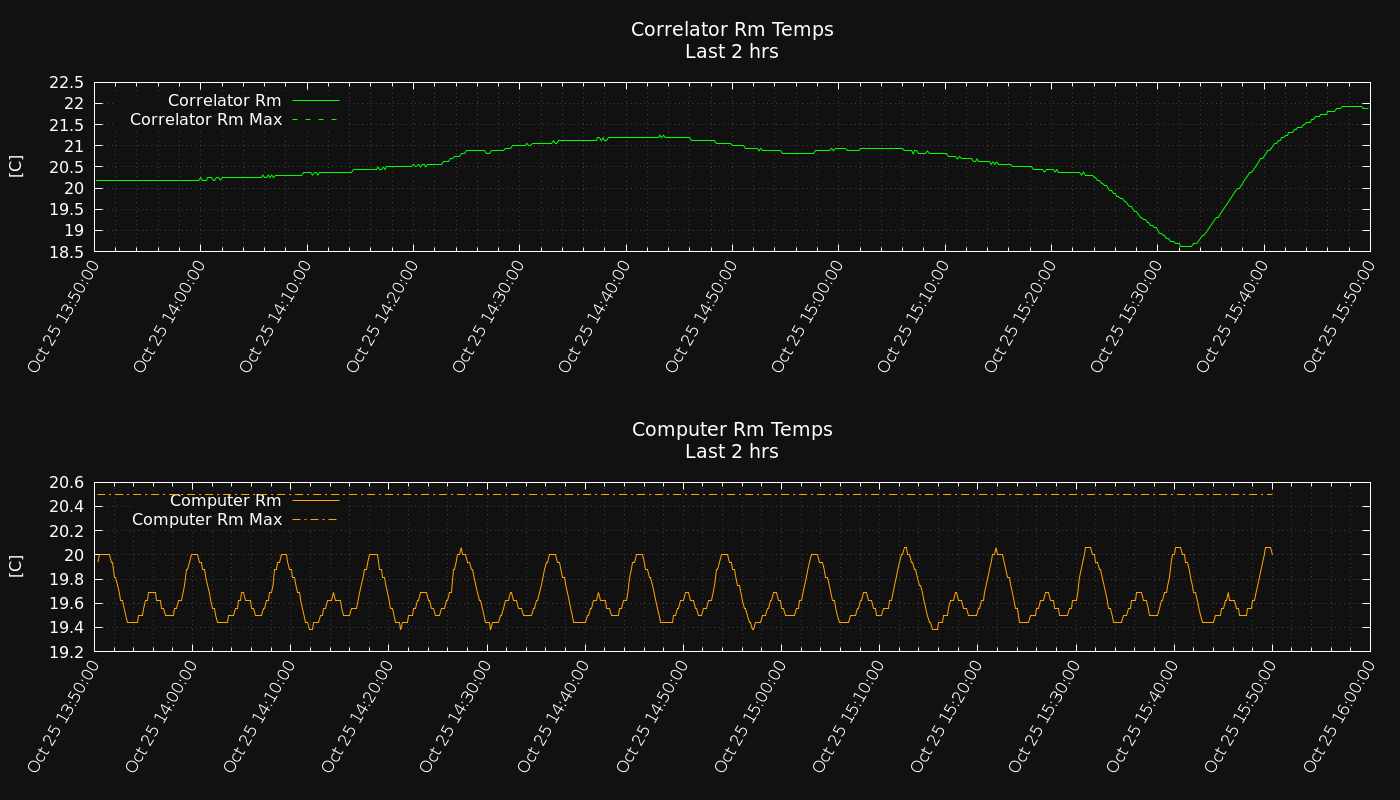 Correlator Rm Temps
Last 2 hrs
22.5
22
21.5
21
20.5
20
19.5
19
18.5
[C]
Correlator Rm
Correlator Rm Max
Oct 25 13:50:00
Oct 25 14:00:00
Oct 25 14:10:00
Oct 25 14:20:00
Oct 25 14:30:00
Oct 25 14:40:00
Oct 25 14:50:00
Oct 25 15:00:00
Oct 25 15:10:00
Oct 25 15:20:00
Oct 25 15:30:00
Oct 25 15:40:00
Oct 25 15:50:00
Computer Rm Temps
Last 2 hrs
20.6
20.4
20.2
20
19.8
19.6
19.4
19.2
[C]
Computer Rm
Computer Rm Max
Oct 25 13:50:00
Oct 25 14:00:00
Oct 25 14:10:00
Oct 25 14:20:00
Oct 25 14:30:00
Oct 25 14:40:00
Oct 25 14:50:00
Oct 25 15:00:00
Oct 25 15:10:00
Oct 25 15:20:00
Oct 25 15:30:00
Oct 25 15:40:00
Oct 25 15:50:00
Oct 25 16:00:00